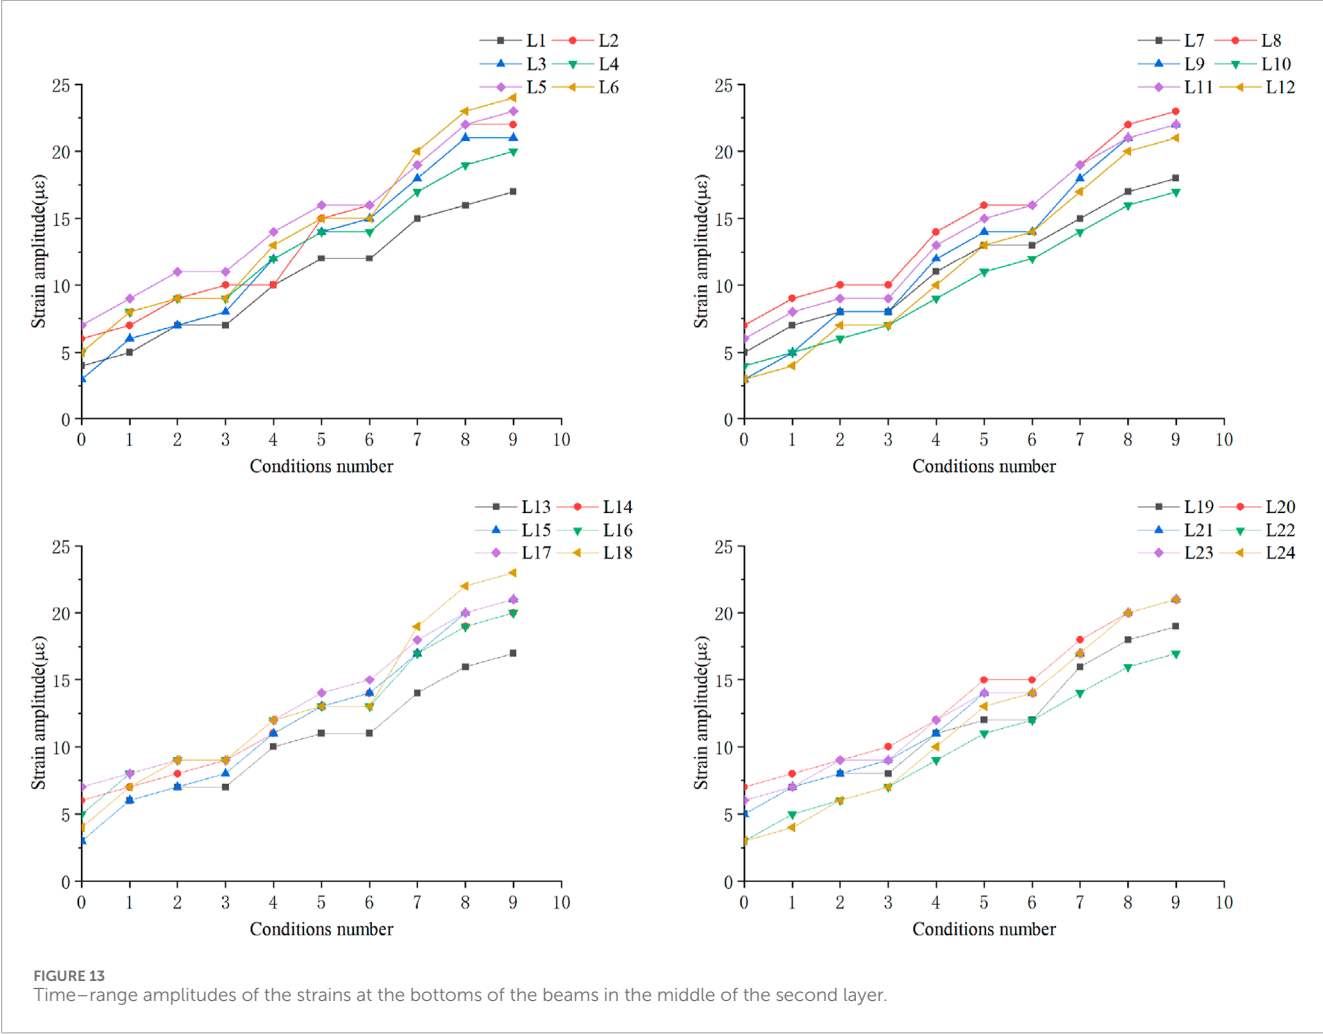 L1 L2
L3 L4
L5 L6
25
20
15
10
5
0
Strain amplitude(με)
0 1 2 3 4 5 6 7 8 9 10
Conditions number
L7 L8
L9 L10
L11 L12
25
20
15
10
5
0
Strain amplitude(με)
0 1 2 3 4 5 6 7 8 9 10
Conditions number
L13 L14
L15 L16
L17 L18
25
20
15
10
5
0
Strain amplitude(με)
0 1 2 3 4 5 6 7 8 9 10
Conditions number
L19 L20
L21 L22
L23 L24
25
20
15
10
5
0
Strain amplitude(με)
0 1 2 3 4 5 6 7 8 9 10
Conditions number
FIGURE 13
Time–range amplitudes of the strains at the bottoms of the beams in the middle of the second layer.